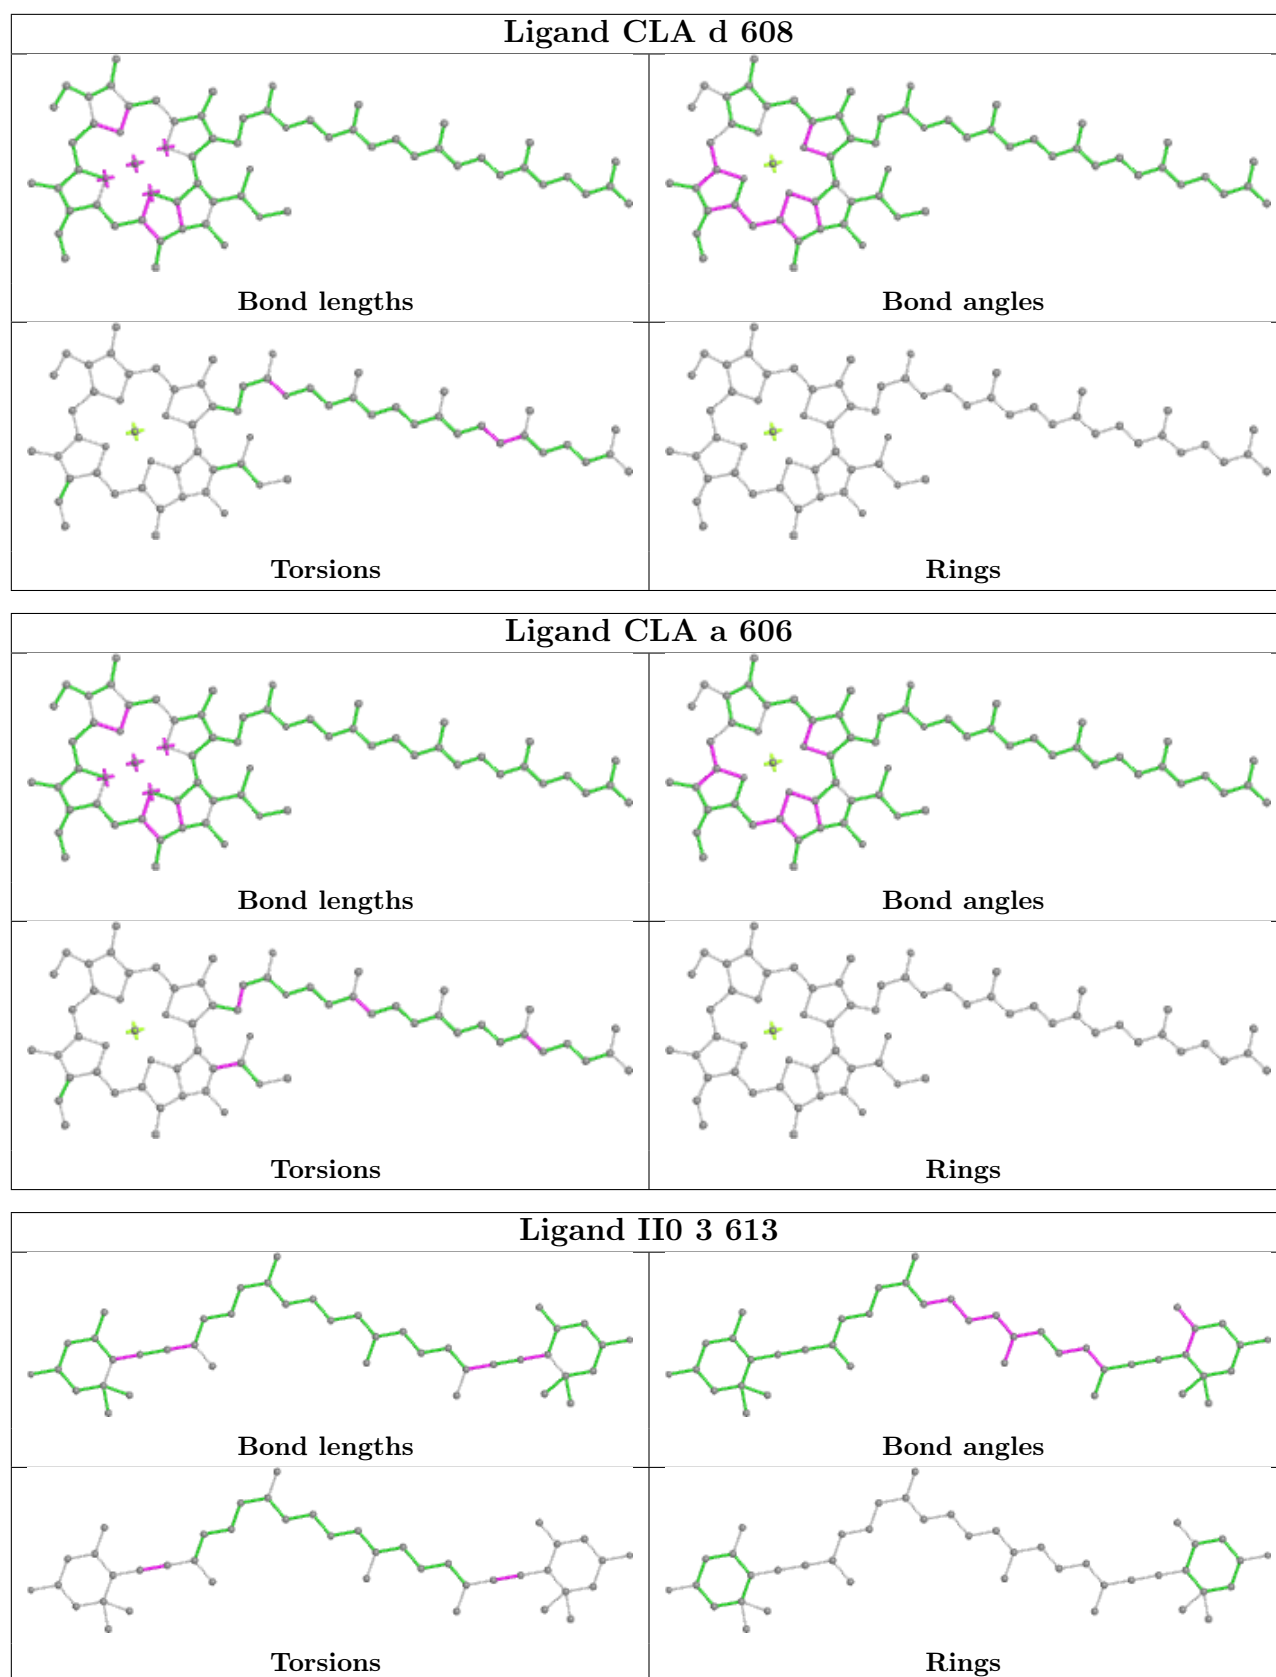 Ligand CLA d 608
Bond lengths
Bond angles
Torsions
Rings
Ligand CLA a 606
Bond lengths
Bond angles
Torsions
Rings
Ligand II0 3 613
Bond lengths
Bond angles
Torsions
Rings